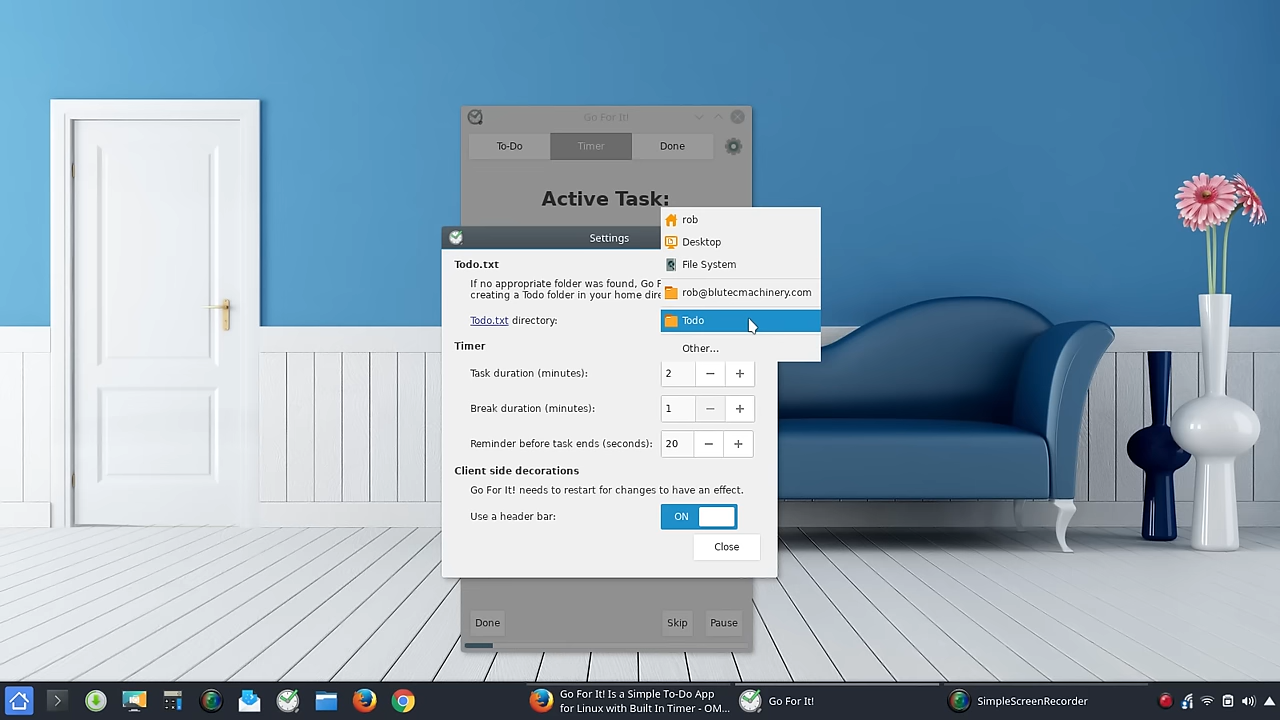 Go For It!
To-Do
Timer
Done
Active Task:
Settings
rob
Desktop
File System
rob@blutecmachinery.com
Todo
Other...
Todo.txt
If no appropriate folder was found, Go F
creating a Todo folder in your home dire
Todo.txt directory:
Timer
Task duration (minutes):
2
Break duration (minutes):
1
Reminder before task ends (seconds):
20
Client side decorations
Go For It! needs to restart for changes to have an effect.
Use a header bar:
ON
Close
Done
Skip
Pause
Go For It! Is a Simple To-Do App
for Linux with Built In Timer - OM...
Go For It!
SimpleScreenRecorder